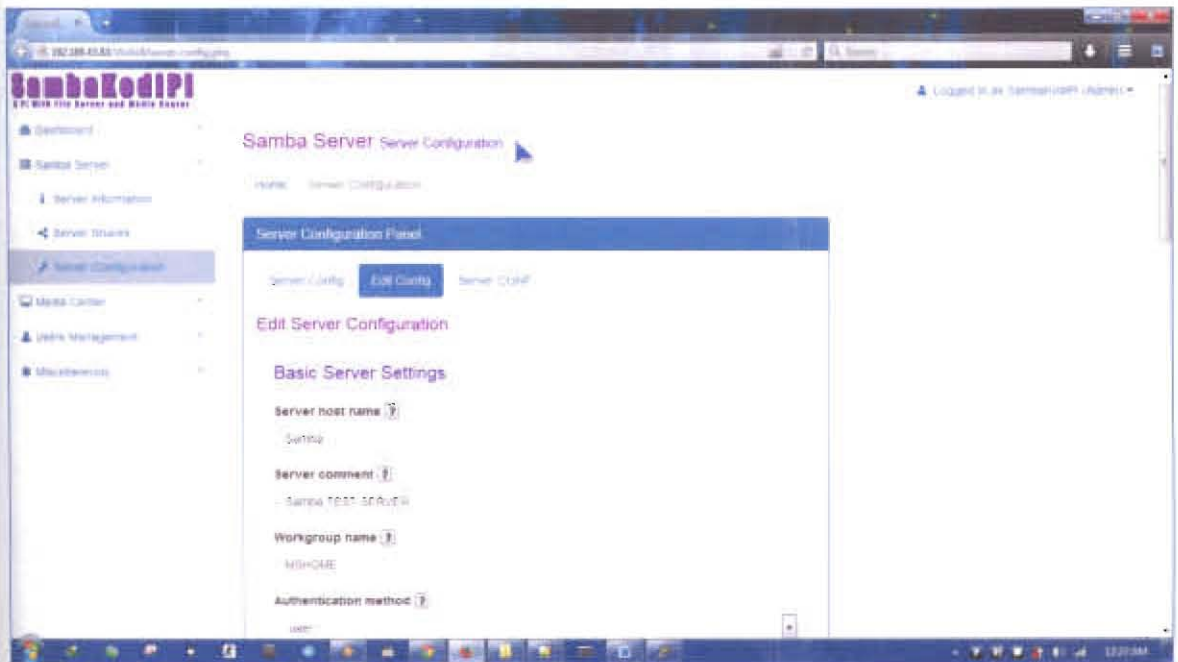 SambaKodIPI
Dashboard
Samba Server
Server Information
Server Shares
Server Configuration
Media Center
Users Management
Miscellaneous
Samba Server Server Configuration
Home Server Configuration
Server Configuration Panel
Server Config Edit Config Server CONF
Edit Server Configuration
Basic Server Settings
Server host name ?
Samba
Server comment ?
Samba TEST SERVER
Workgroup name ?
MSHOME
Authentication method ?
user